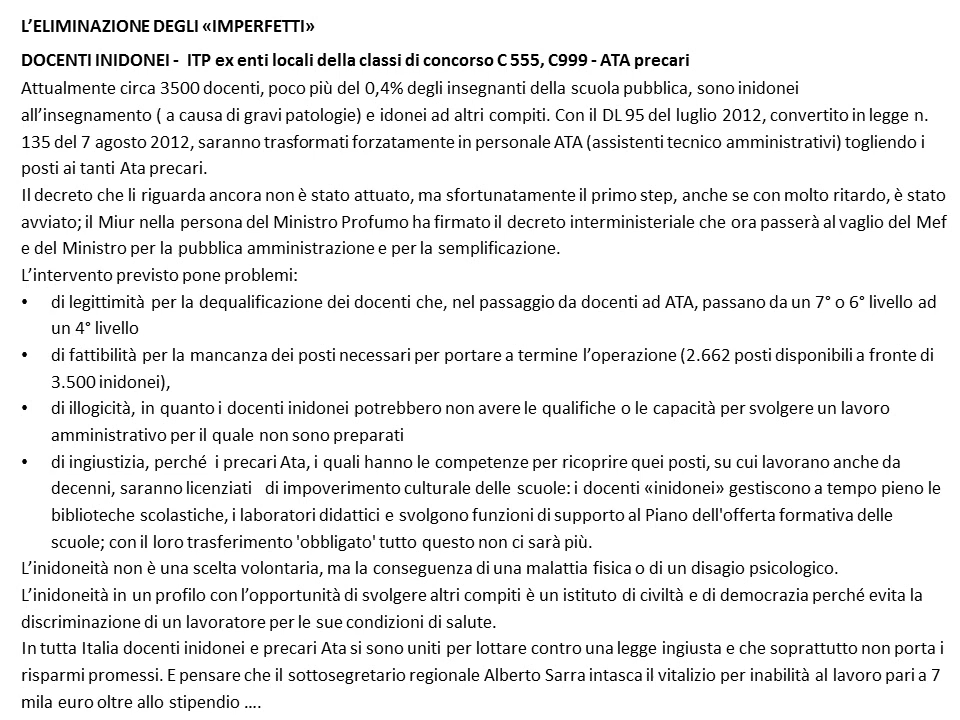 L'ELIMINAZIONE DEGLI «IMPERFETTI»
DOCENTI INIDONEI - ITP ex enti locali della classi di concorso C 555, C999 - ATA precari
Attualmente circa 3500 docenti, poco più del 0,4% degli insegnanti della scuola pubblica, sono inidonei
all'insegnamento ( a causa di gravi patologie) e idonei ad altri compiti. Con il DL 95 del luglio 2012, convertito in legge n.
135 del 7 agosto 2012, saranno trasformati forzatamente in personale ATA (assistenti tecnico amministrativi) togliendo i
posti ai tanti Ata precari.
Il decreto che li riguarda ancora non è stato attuato, ma sfortunatamente il primo step, anche se con molto ritardo, è stato
avviato; il Miur nella persona del Ministro Profumo ha firmato il decreto interministeriale che ora passerà al vaglio del Mef
e del Ministro per la pubblica amministrazione e per la semplificazione.
L'intervento previsto pone problemi:
• di legittimità per la dequalificazione dei docenti che, nel passaggio da docenti ad ATA, passano da un 7° o 6° livello ad
un 4° livello
• di fattibilità per la mancanza dei posti necessari per portare a termine l'operazione (2.662 posti disponibili a fronte di
3.500 inidonei),
• di illogicità, in quanto i docenti inidonei potrebbero non avere le qualifiche o le capacità per svolgere un lavoro
amministrativo per il quale non sono preparati
• di ingiustizia, perché i precari Ata, i quali hanno le competenze per ricoprire quei posti, su cui lavorano anche da
decenni, saranno licenziati di impoverimento culturale delle scuole: i docenti «inidonei» gestiscono a tempo pieno le
biblioteche scolastiche, i laboratori didattici e svolgono funzioni di supporto al Piano dell'offerta formativa delle
scuole; con il loro trasferimento 'obbligato' tutto questo non ci sarà più.
L'inidoneità non è una scelta volontaria, ma la conseguenza di una malattia fisica o di un disagio psicologico.
L'inidoneità in un profilo con l'opportunità di svolgere altri compiti è un istituto di civiltà e di democrazia perché evita la
discriminazione di un lavoratore per le sue condizioni di salute.
In tutta Italia docenti inidonei e precari Ata si sono uniti per lottare contro una legge ingiusta e che soprattutto non porta i
risparmi promessi. E pensare che il sottosegretario regionale Alberto Sarra intasca il vitalizio per inabilità al lavoro pari a 7
mila euro oltre allo stipendio ….